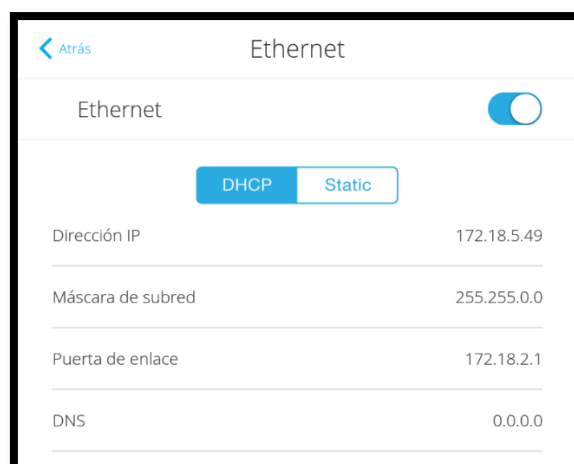 Atrás Ethernet
Ethernet
DHCP Static
Dirección IP 172.18.5.49
Máscara de subred 255.255.0.0
Puerta de enlace 172.18.2.1
DNS 0.0.0.0